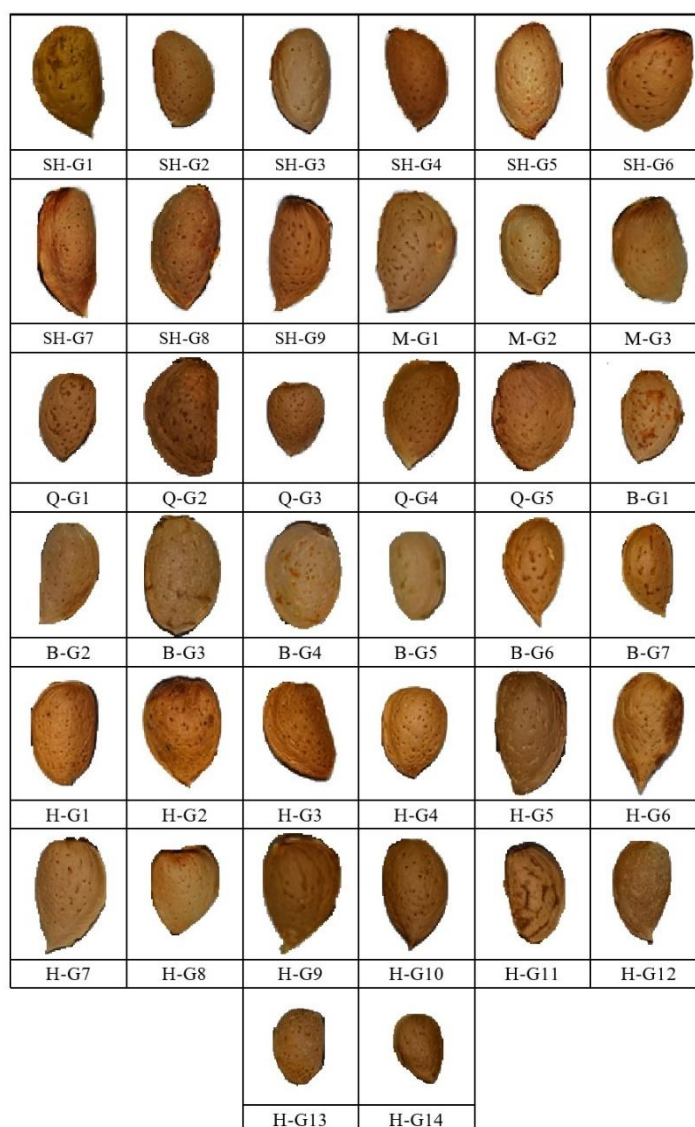 SH-G1 SH-G2 SH-G3 SH-G4 SH-G5 SH-G6
SH-G7 SH-G8 SH-G9 M-G1 M-G2 M-G3
Q-G1 Q-G2 Q-G3 Q-G4 Q-G5 B-G1
B-G2 B-G3 B-G4 B-G5 B-G6 B-G7
H-G1 H-G2 H-G3 H-G4 H-G5 H-G6
H-G7 H-G8 H-G9 H-G10 H-G11 H-G12
H-G13 H-G14